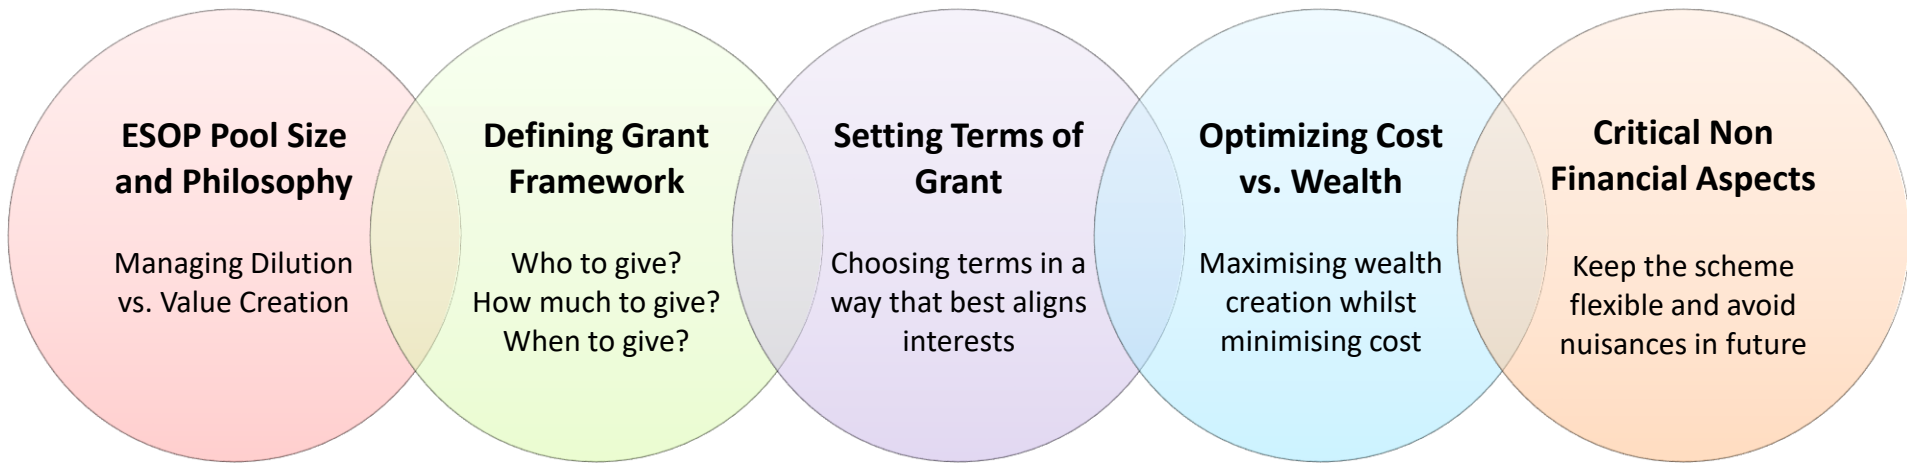 ESOP Pool Size
and Philosophy
Managing Dilution
vs. Value Creation
Defining Grant
Framework
Who to give?
How much to give?
When to give?
Setting Terms of
Grant
Choosing terms in a
way that best aligns
interests
Optimizing Cost
vs. Wealth
Maximising wealth
creation whilst
minimising cost
Critical Non
Financial Aspects
Keep the scheme
flexible and avoid
nuisances in future